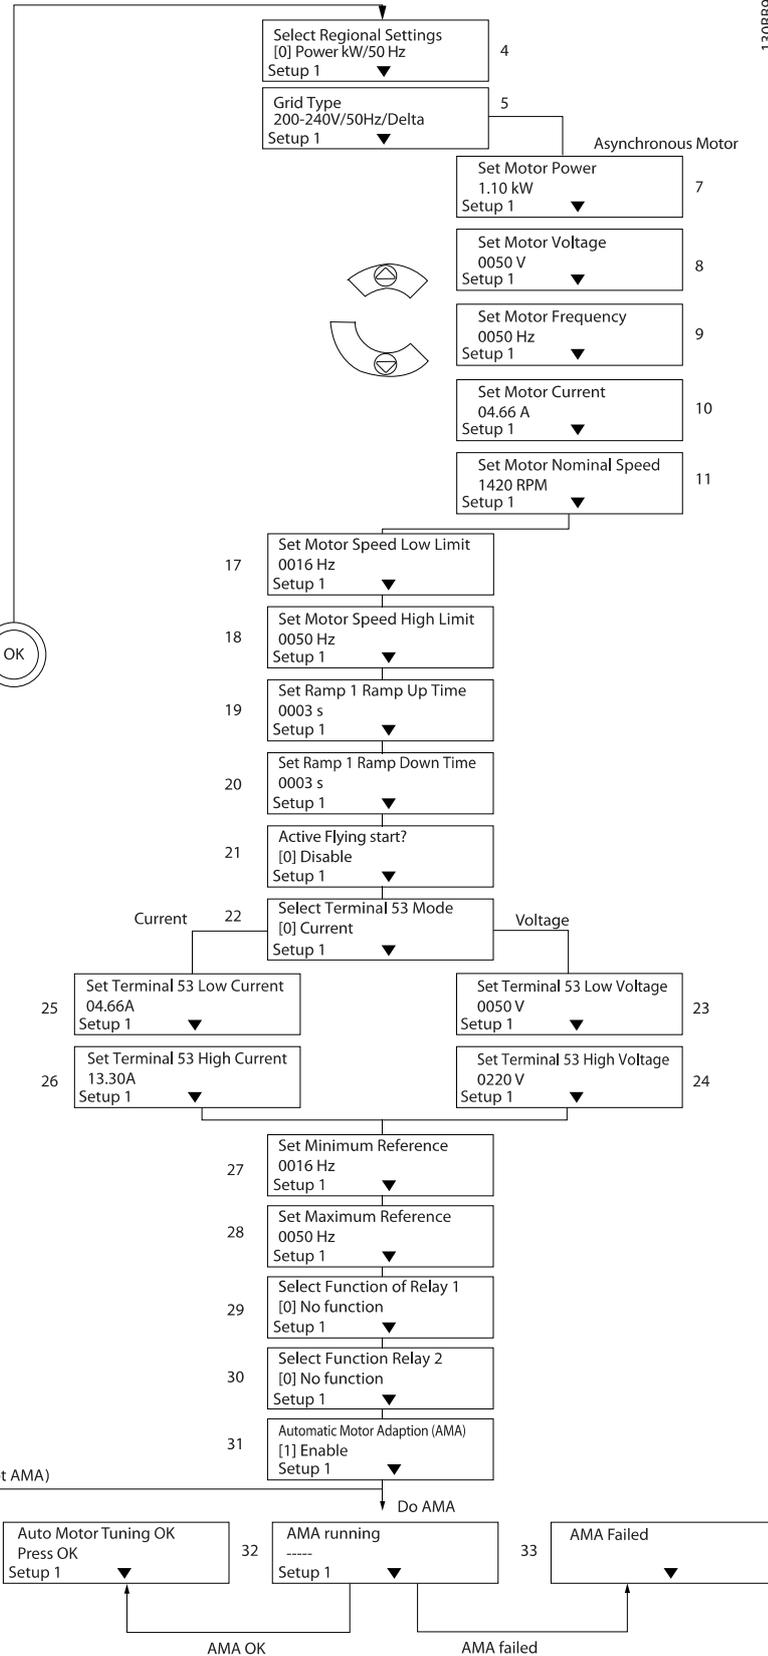 130BB9
Select Regional Settings
[0] Power kW/50 Hz
Setup 1
4
Grid Type
200-240V/50Hz/Delta
Setup 1
5
Asynchronous Motor
Set Motor Power
1.10 kW
Setup 1
7
Set Motor Voltage
0050 V
Setup 1
8
Set Motor Frequency
0050 Hz
Setup 1
9
Set Motor Current
04.66 A
Setup 1
10
Set Motor Nominal Speed
1420 RPM
Setup 1
11
17
Set Motor Speed Low Limit
0016 Hz
Setup 1
OK
18
Set Motor Speed High Limit
0050 Hz
Setup 1
19
Set Ramp 1 Ramp Up Time
0003 s
Setup 1
20
Set Ramp 1 Ramp Down Time
0003 s
Setup 1
21
Active Flying start?
[0] Disable
Setup 1
22
Select Terminal 53 Mode
[0] Current
Setup 1
Current
Voltage
25
Set Terminal 53 Low Current
04.66A
Setup 1
Set Terminal 53 Low Voltage
0050 V
Setup 1
23
26
Set Terminal 53 High Current
13.30A
Setup 1
Set Terminal 53 High Voltage
0220 V
Setup 1
24
27
Set Minimum Reference
0016 Hz
Setup 1
28
Set Maximum Reference
0050 Hz
Setup 1
29
Select Function of Relay 1
[0] No function
Setup 1
30
Select Function Relay 2
[0] No function
Setup 1
31
Automatic Motor Adaption (AMA)
[1] Enable
Setup 1
t AMA)
Do AMA
Auto Motor Tuning OK
Press OK
Setup 1
32
AMA running
-----
Setup 1
33
AMA Failed
AMA OK
AMA failed